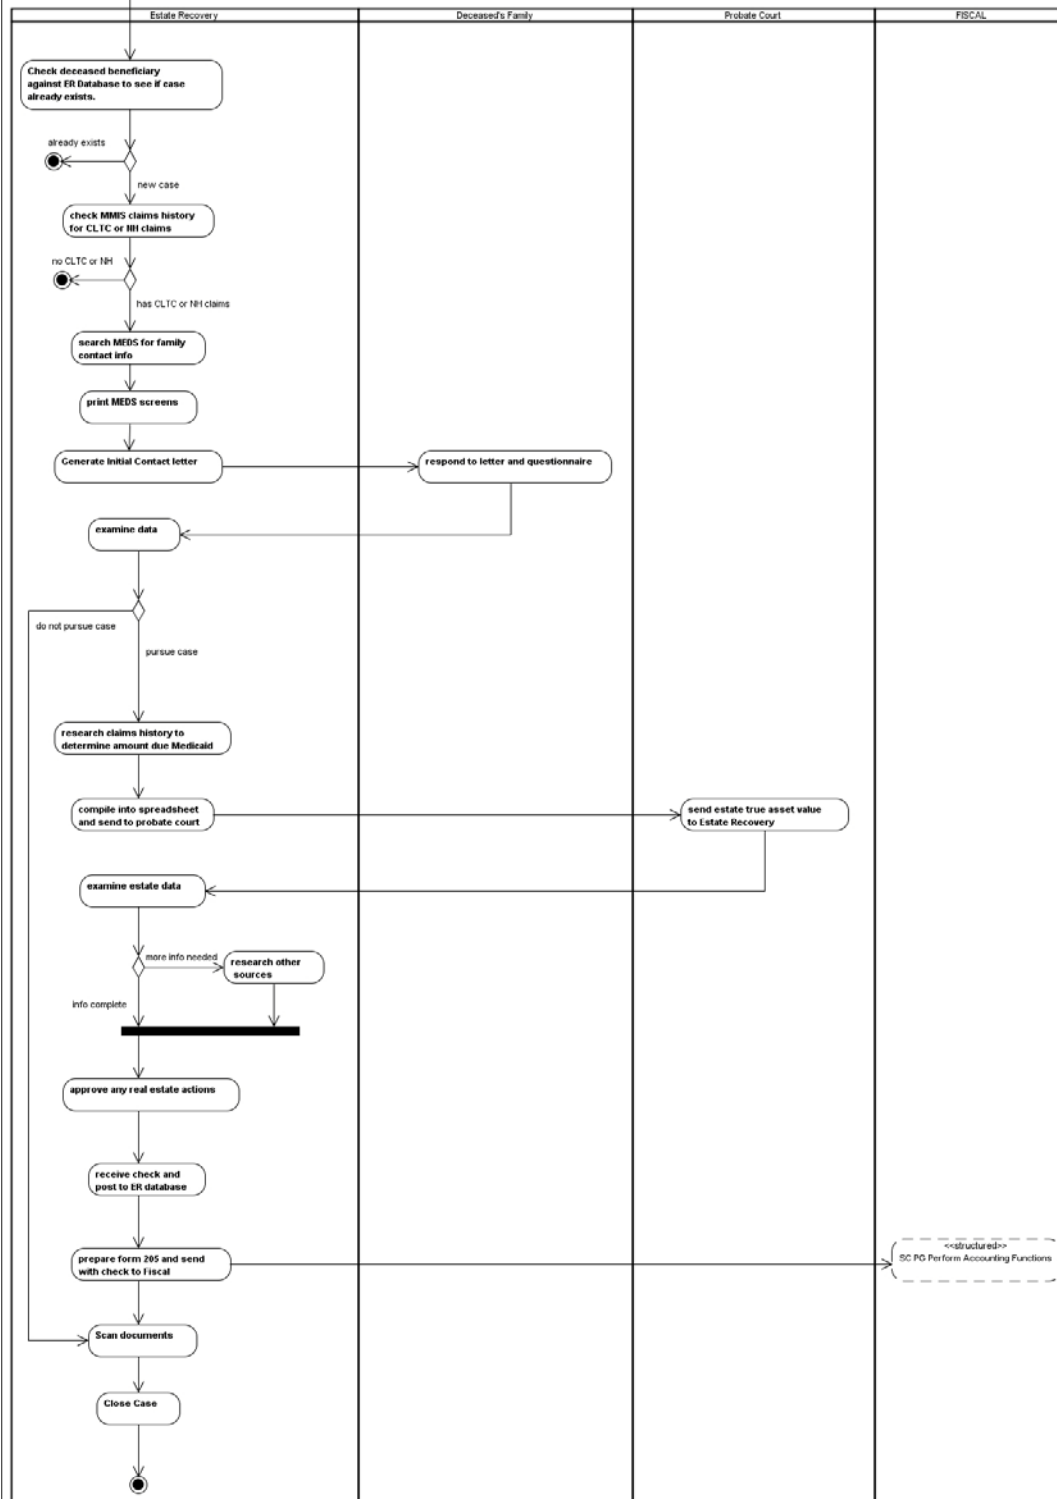 Estate Recovery
Deceased's Family
Probate Court
FISCAL
Check deceased beneficiary
against ER Database to see if case
already exists.
already exists
new case
check MMIS claims history
for CLTC or NH claims
no CLTC or NH
has CLTC or NH claims
search MEDS for family
contact info
print MEDS screens
Generate Initial Contact letter
respond to letter and questionnaire
examine data
do not pursue case
pursue case
research claims history to
determine amount due Medicaid
compile into spreadsheet
and send to probate court
send estate true asset value
to Estate Recovery
examine estate data
more info needed
research other
sources
info complete
approve any real estate actions
receive check and
post to ER database
prepare form 205 and send
with check to Fiscal
<<structured>>
SC PG Perform Accounting Functions
Scan documents
Close Case